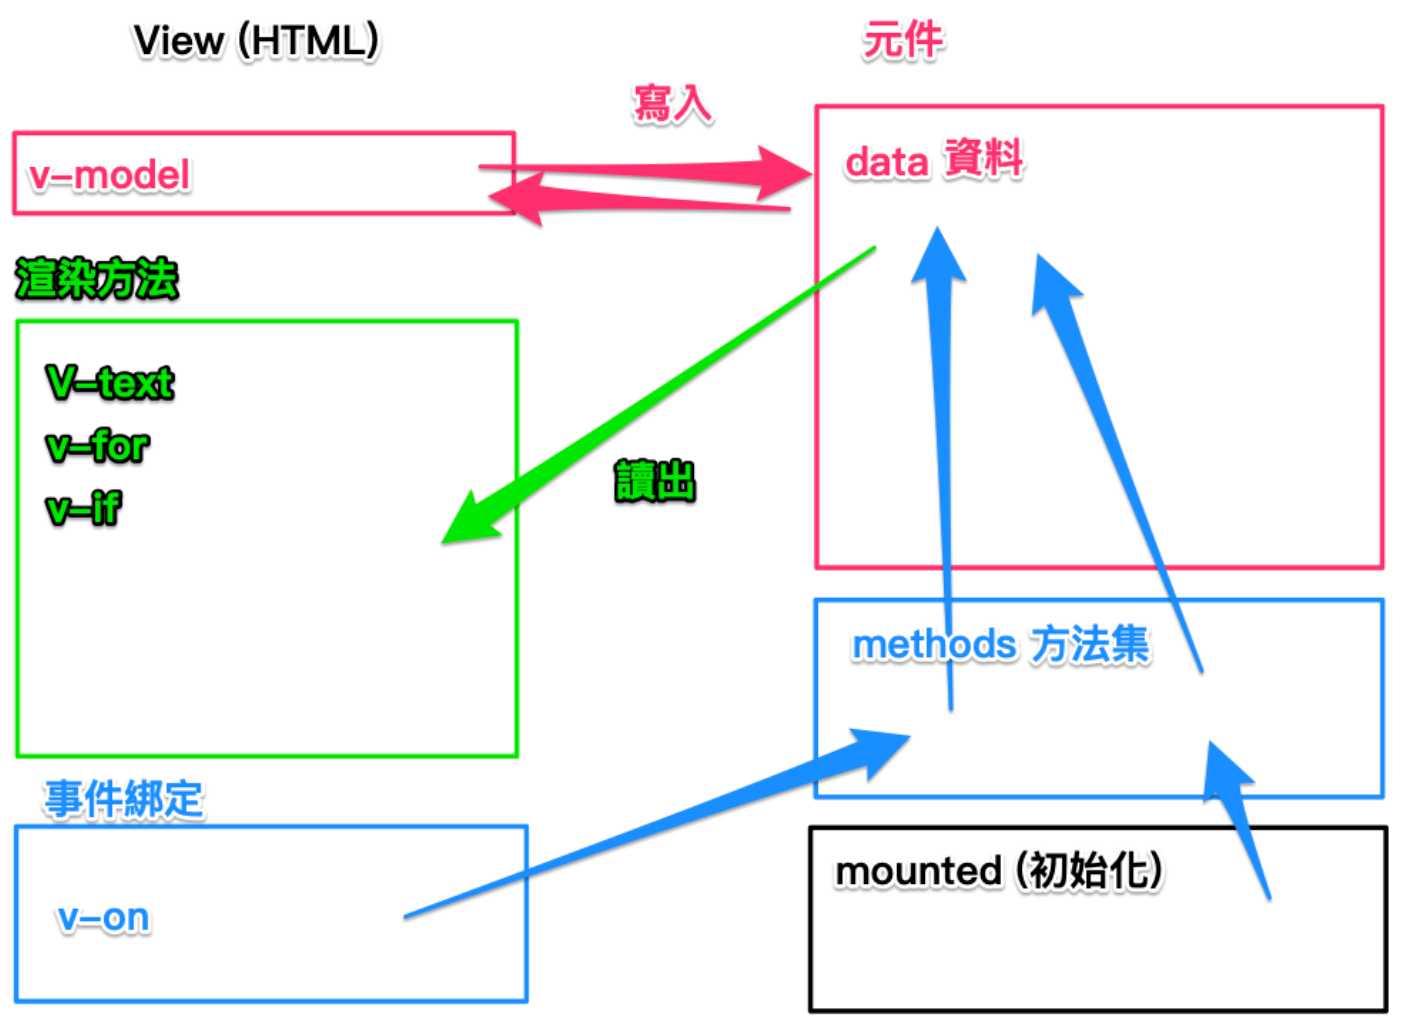 View (HTML)
元件
寫入
v-model
data 資料
渲染方法
V-text
v-for
v-if
讀出
methods 方法集
事件綁定
v-on
mounted (初始化)